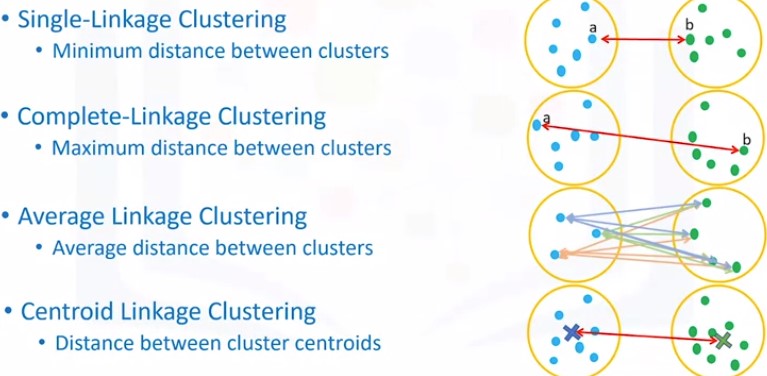 • Single-Linkage Clustering
• Minimum distance between clusters
a b
• Complete-Linkage Clustering
• Maximum distance between clusters
a b
• Average Linkage Clustering
• Average distance between clusters
• Centroid Linkage Clustering
• Distance between cluster centroids